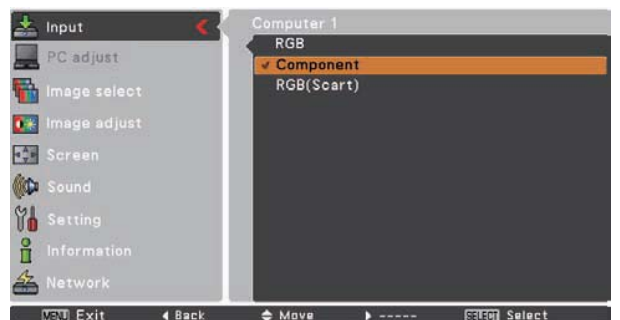 Input
PC adjust
Image select
Image adjust
Screen
Sound
Setting
Information
Network
Computer 1
RGB
Component
RGB(Scart)
MENU Exit ◀ Back Move ▶ ----- SELECT Select